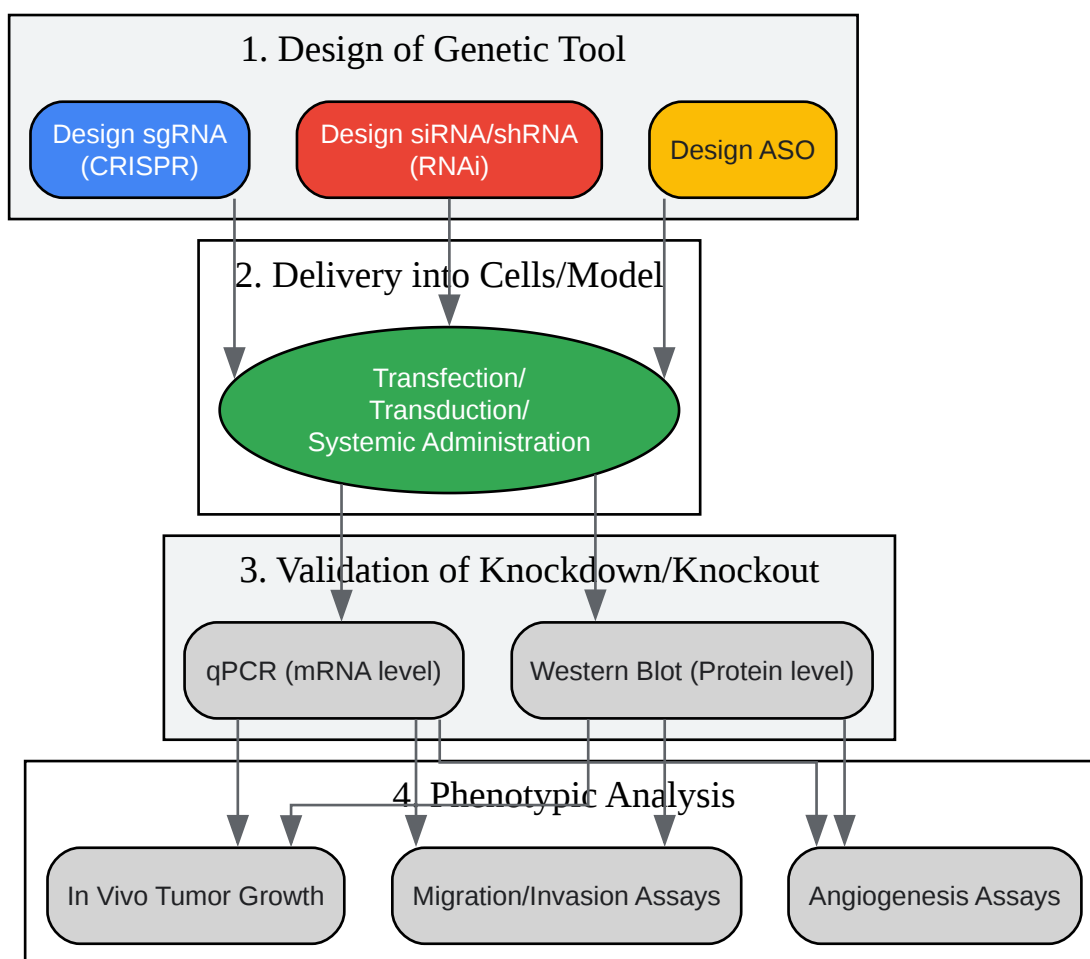 1. Design of Genetic Tool
Design sgRNA
(CRISPR)
Design siRNA/shRNA
(RNAi)
Design ASO
2. Delivery into Cells/Model
Transfection/
Transduction/
Systemic Administration
3. Validation of Knockdown/Knockout
qPCR (mRNA level)
Western Blot (Protein level)
4. Phenotypic Analysis
In Vivo Tumor Growth
Migration/Invasion Assays
Angiogenesis Assays